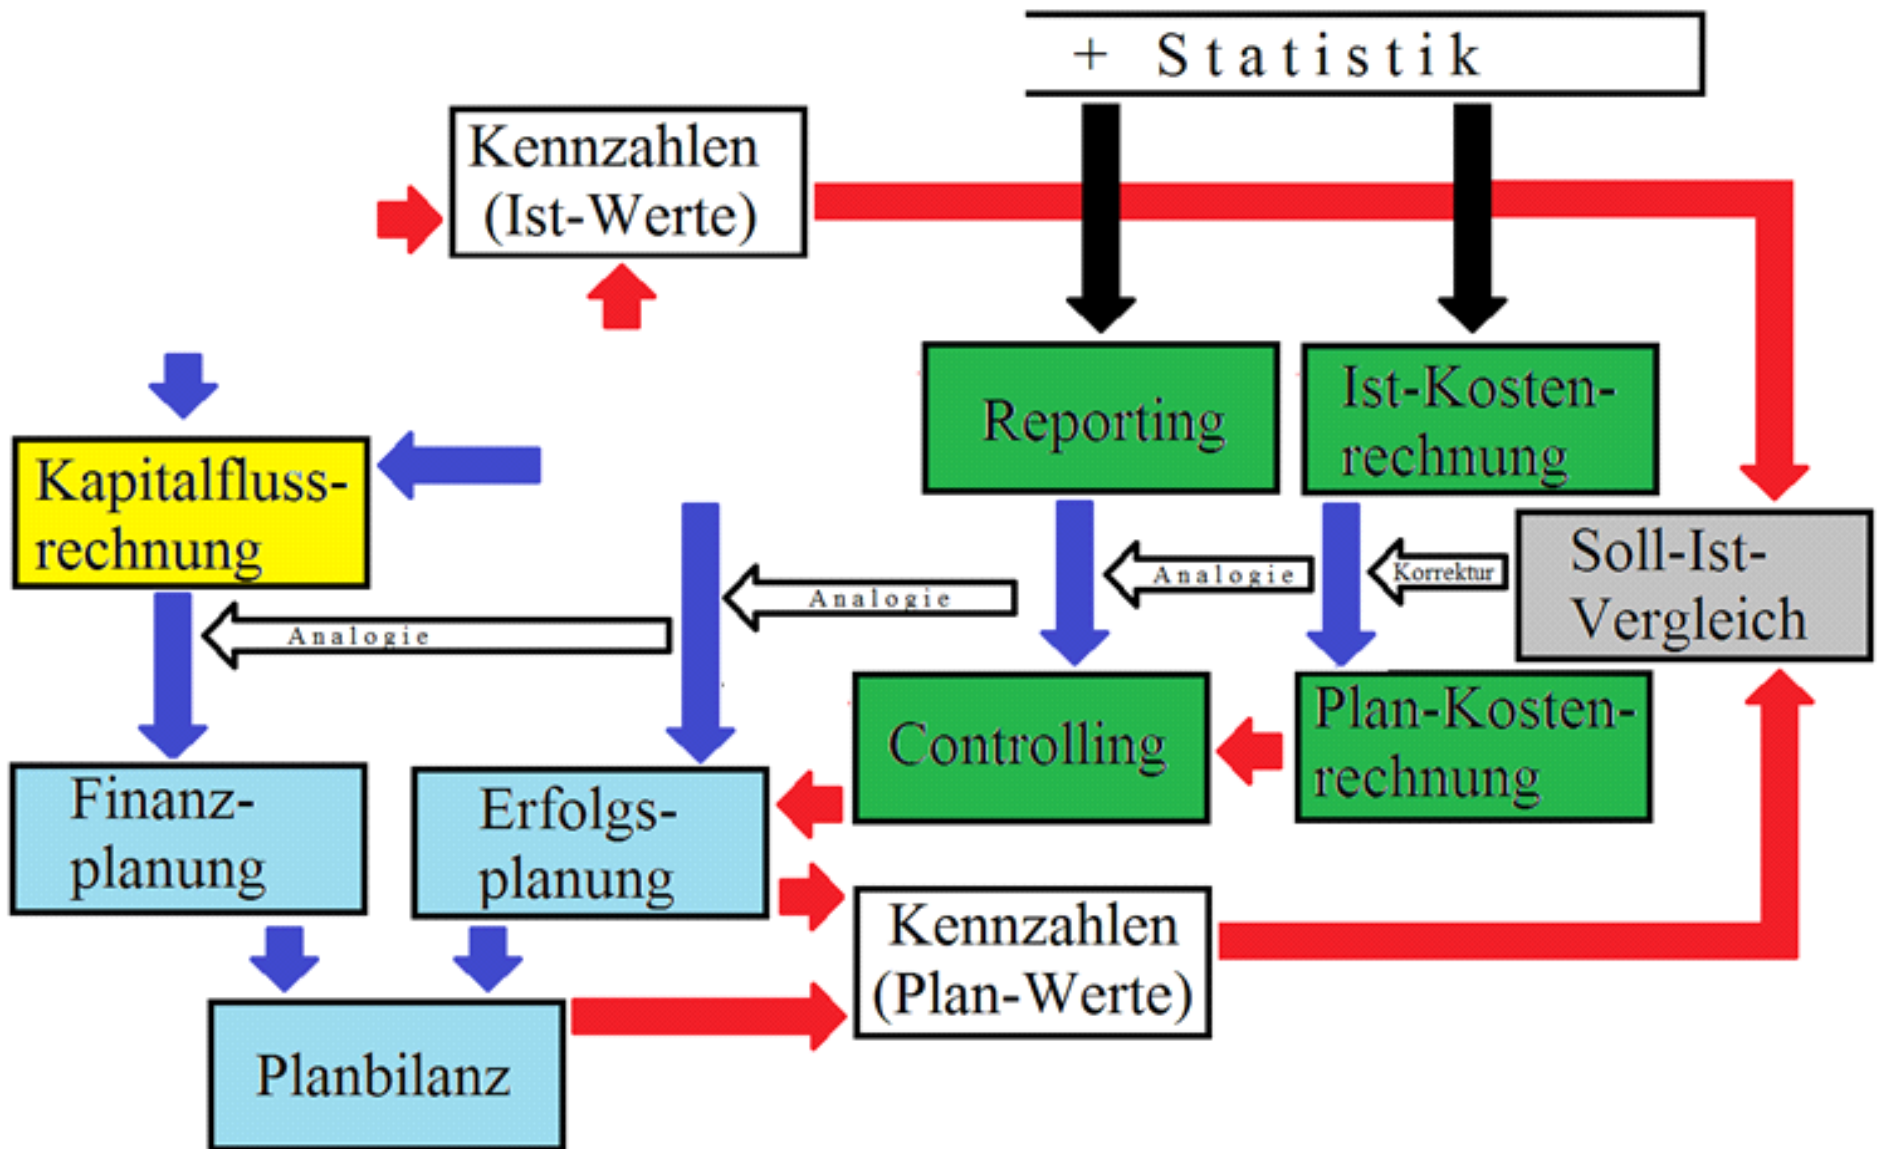 + Statistik
Kennzahlen
(Ist-Werte)
Reporting
Ist-Kosten-
rechnung
Kapitalfluss-
rechnung
Soll-Ist-
Vergleich
Korrektur
Analogie
Analogie
Analogie
Controlling
Plan-Kosten-
rechnung
Finanz-
planung
Erfolgs-
planung
Kennzahlen
(Plan-Werte)
Planbilanz